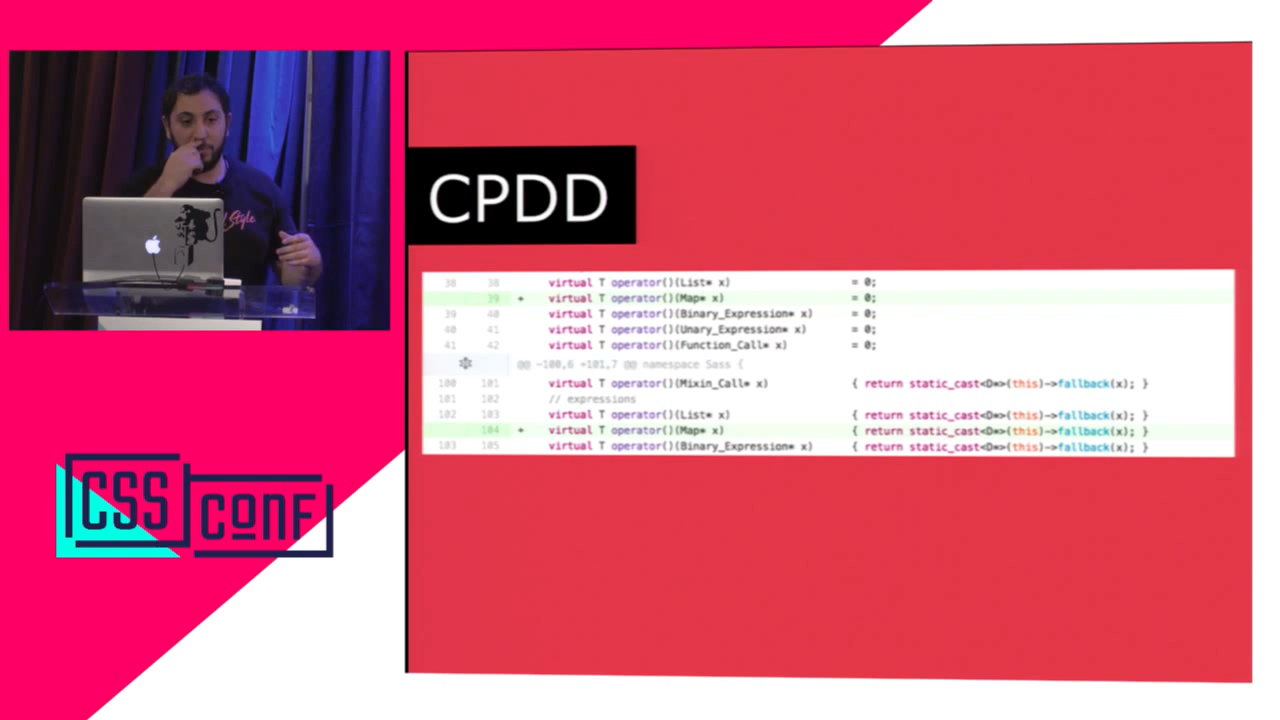 Style
CSS
CONF
CPDD
38 38 virtual T operator()(List* x) = 0;
39 + virtual T operator()(Map* x) = 0;
39 40 virtual T operator()(Binary_Expression* x) = 0;
40 41 virtual T operator()(Unary_Expression* x) = 0;
41 42 virtual T operator()(Function_Call* x) = 0;
@@ -100,6 +101,7 @@ namespace Sass {
100 101 virtual T operator()(Mixin_Call* x) { return static_cast<D*>(this)->fallback(x); }
101 102 // expressions
102 103 virtual T operator()(List* x) { return static_cast<D*>(this)->fallback(x); }
104 + virtual T operator()(Map* x) { return static_cast<D*>(this)->fallback(x); }
103 105 virtual T operator()(Binary_Expression* x) { return static_cast<D*>(this)->fallback(x); }